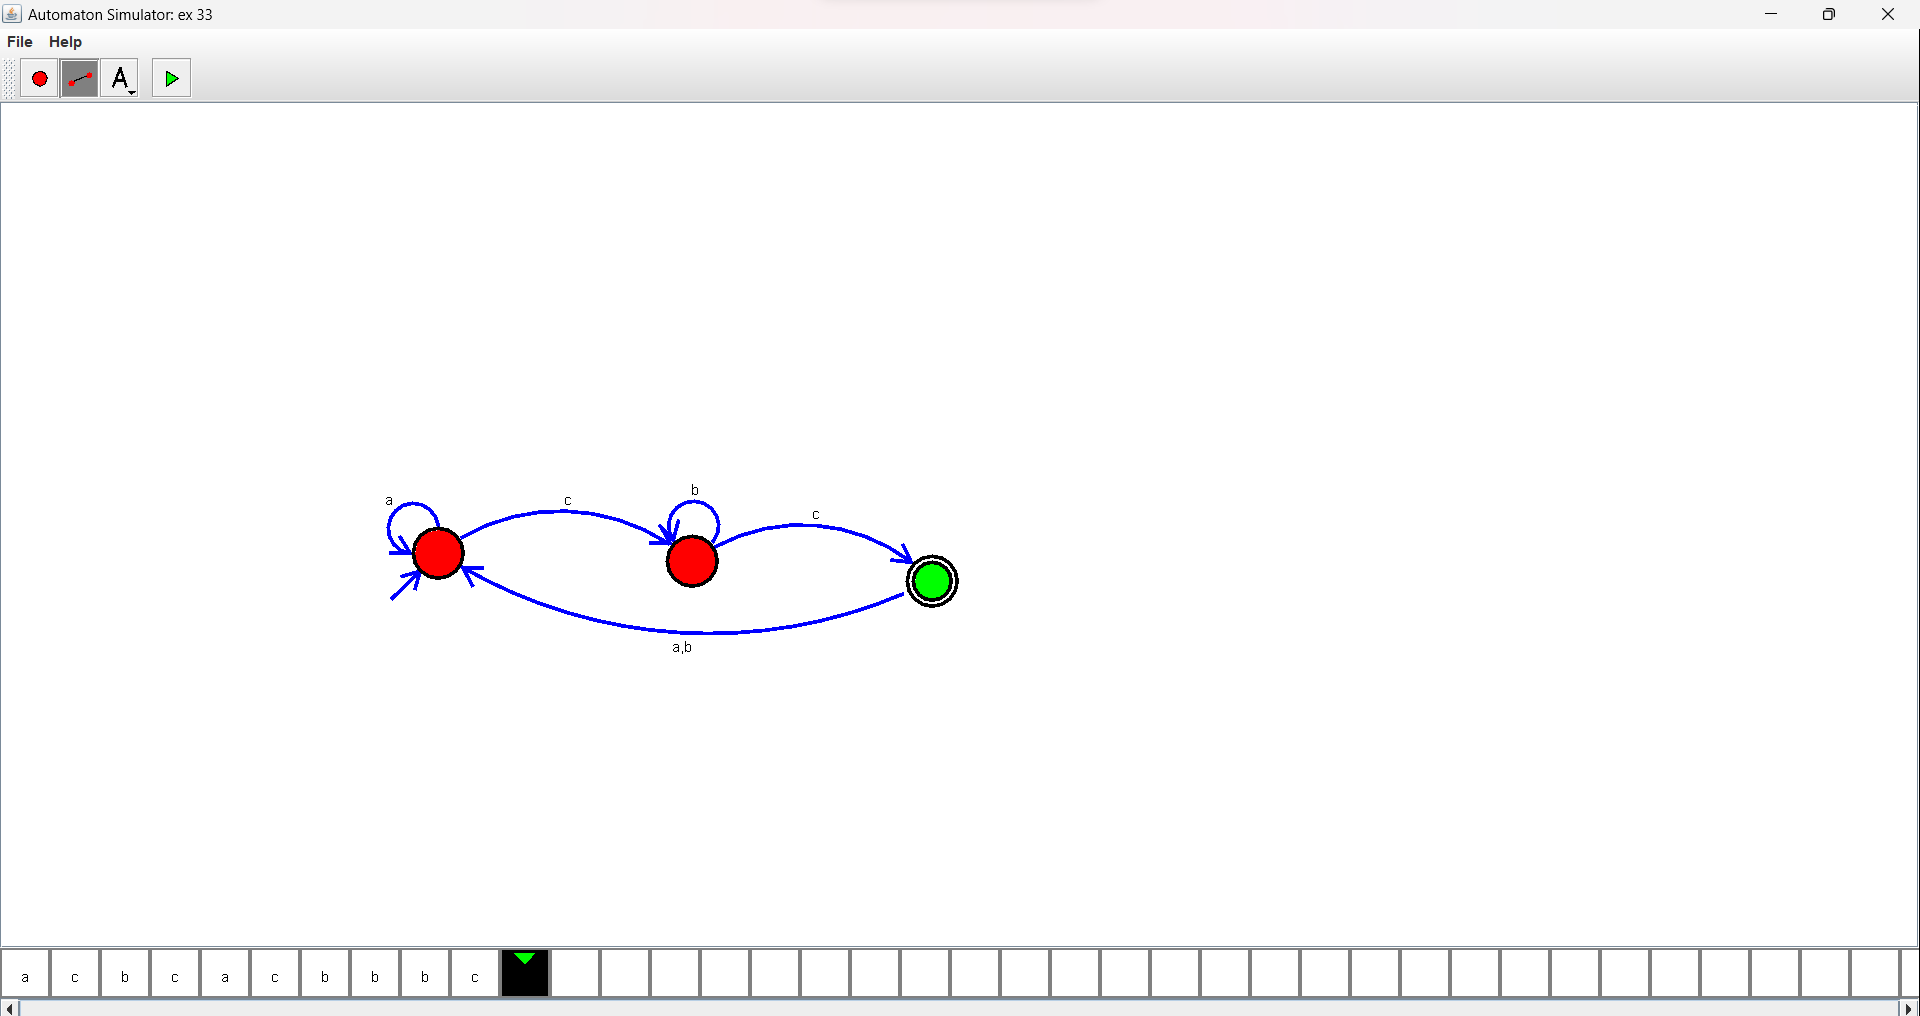 Automaton Simulator: ex 33
File Help
A
a c b c
a,b
a c b c a c b b b c